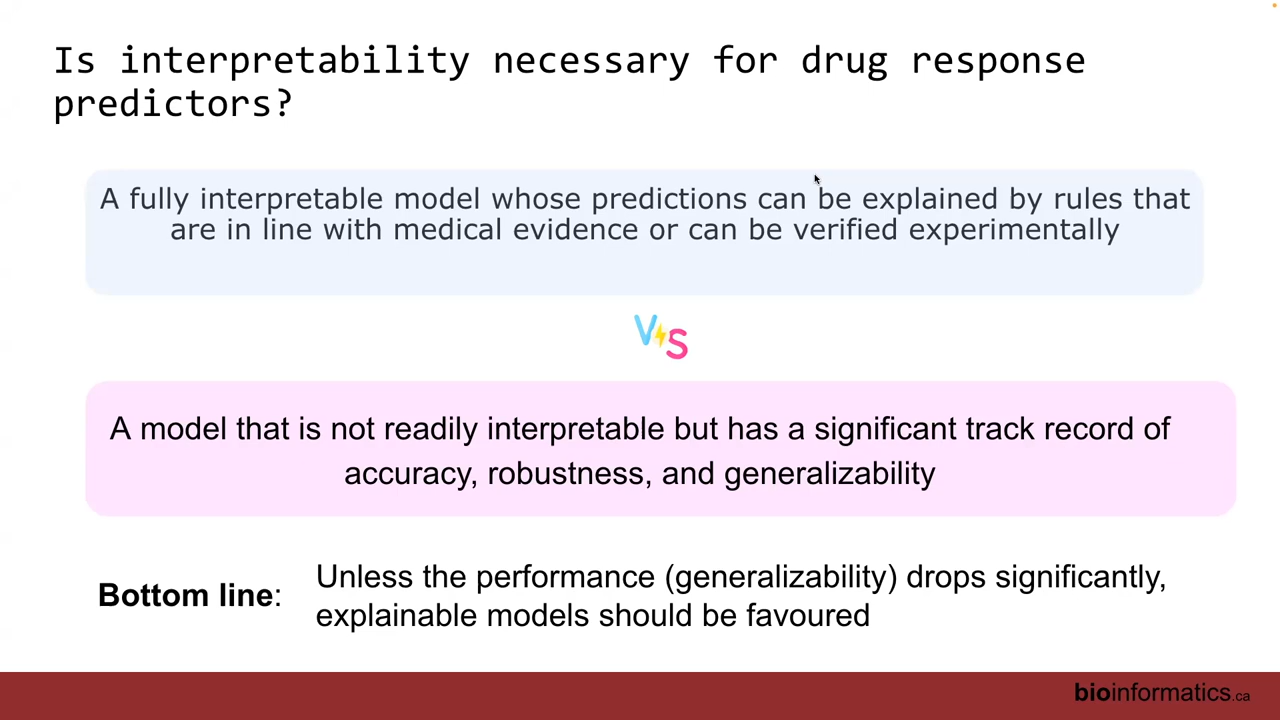 Is interpretability necessary for drug response
predictors?
A fully interpretable model whose predictions can be explained by rules that
are in line with medical evidence or can be verified experimentally
VS
A model that is not readily interpretable but has a significant track record of
accuracy, robustness, and generalizability
Bottom line:
Unless the performance (generalizability) drops significantly,
explainable models should be favoured
bioinformatics.ca